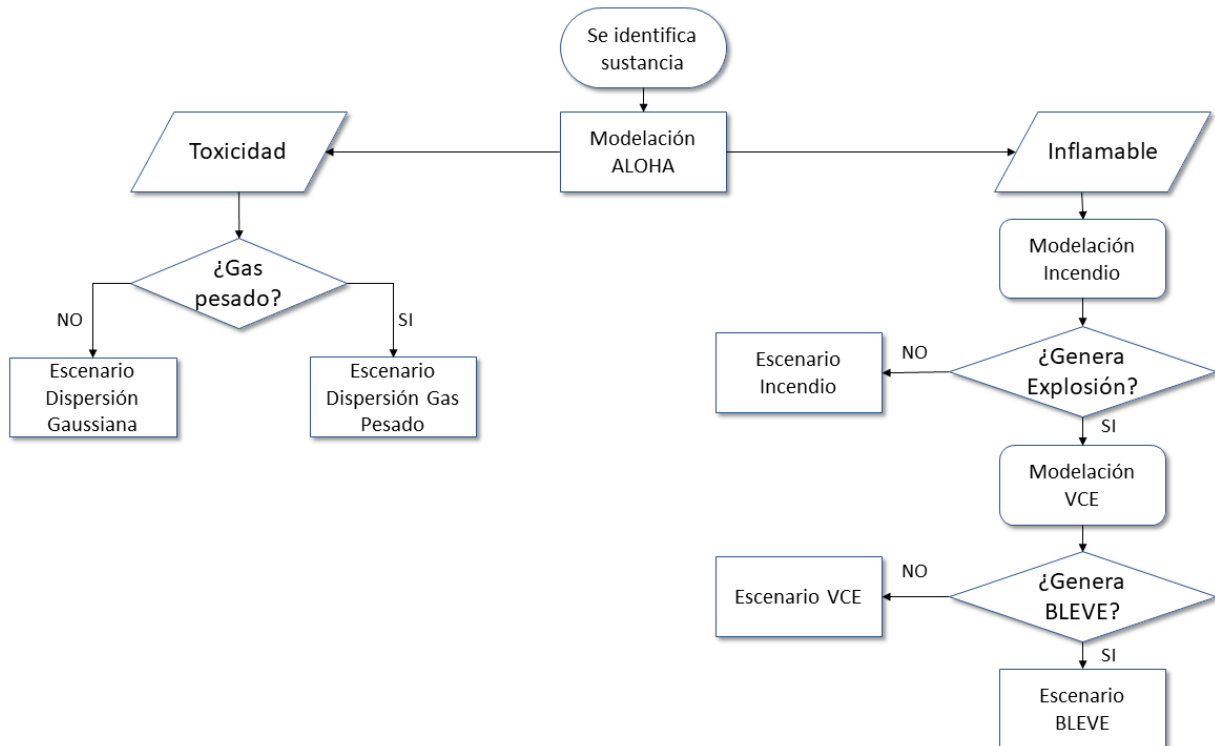 Se identifica
sustancia
Modelación
ALOHA
Toxicidad
Inflamable
¿Gas
pesado?
NO
SI
Escenario
Dispersión
Gaussiana
Escenario
Dispersión Gas
Pesado
Modelación
Incendio
¿Genera
Explosión?
NO
Escenario
Incendio
SI
Modelación
VCE
¿Genera
BLEVE?
NO
Escenario VCE
SI
Escenario
BLEVE